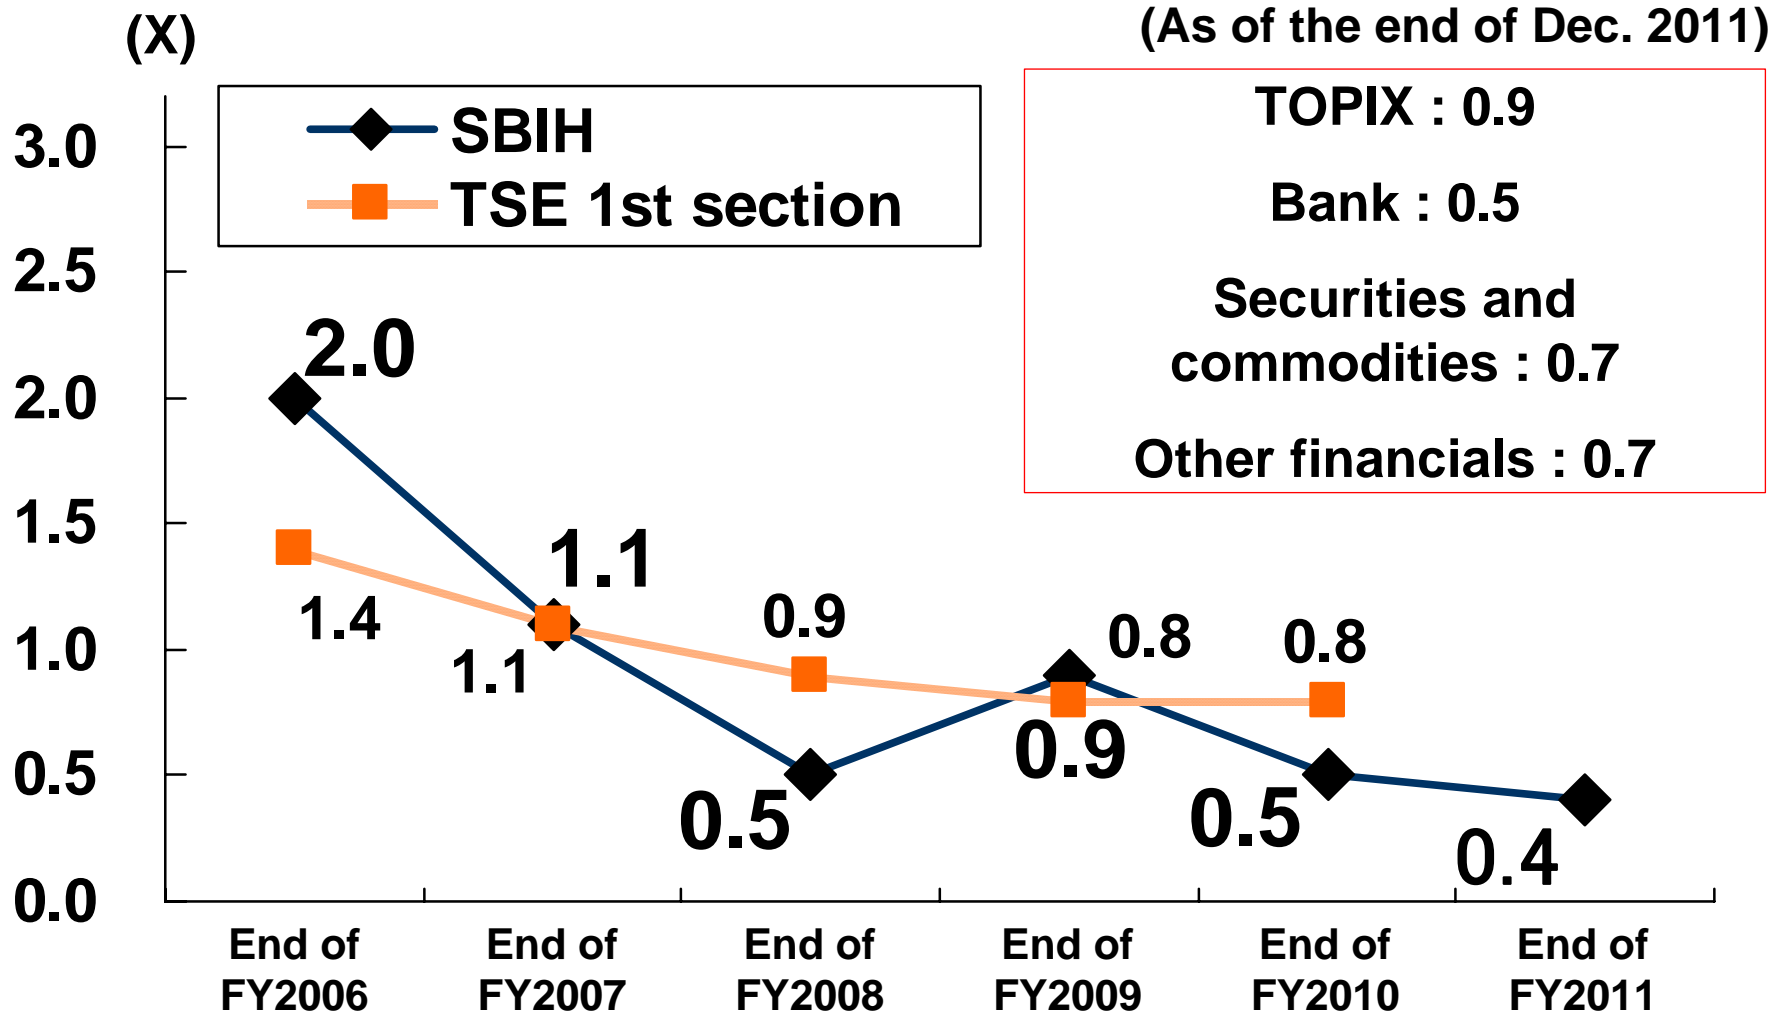 (X)
(As of the end of Dec. 2011)
SBIH
TSE 1st section
TOPIX : 0.9
Bank : 0.5
Securities and
commodities : 0.7
Other financials : 0.7
3.0
2.5
2.0
1.5
1.0
0.5
0.0
2.0
1.4
1.1
1.1
0.9
0.5
0.8
0.9
0.8
0.5
0.4
End of
FY2006
End of
FY2007
End of
FY2008
End of
FY2009
End of
FY2010
End of
FY2011